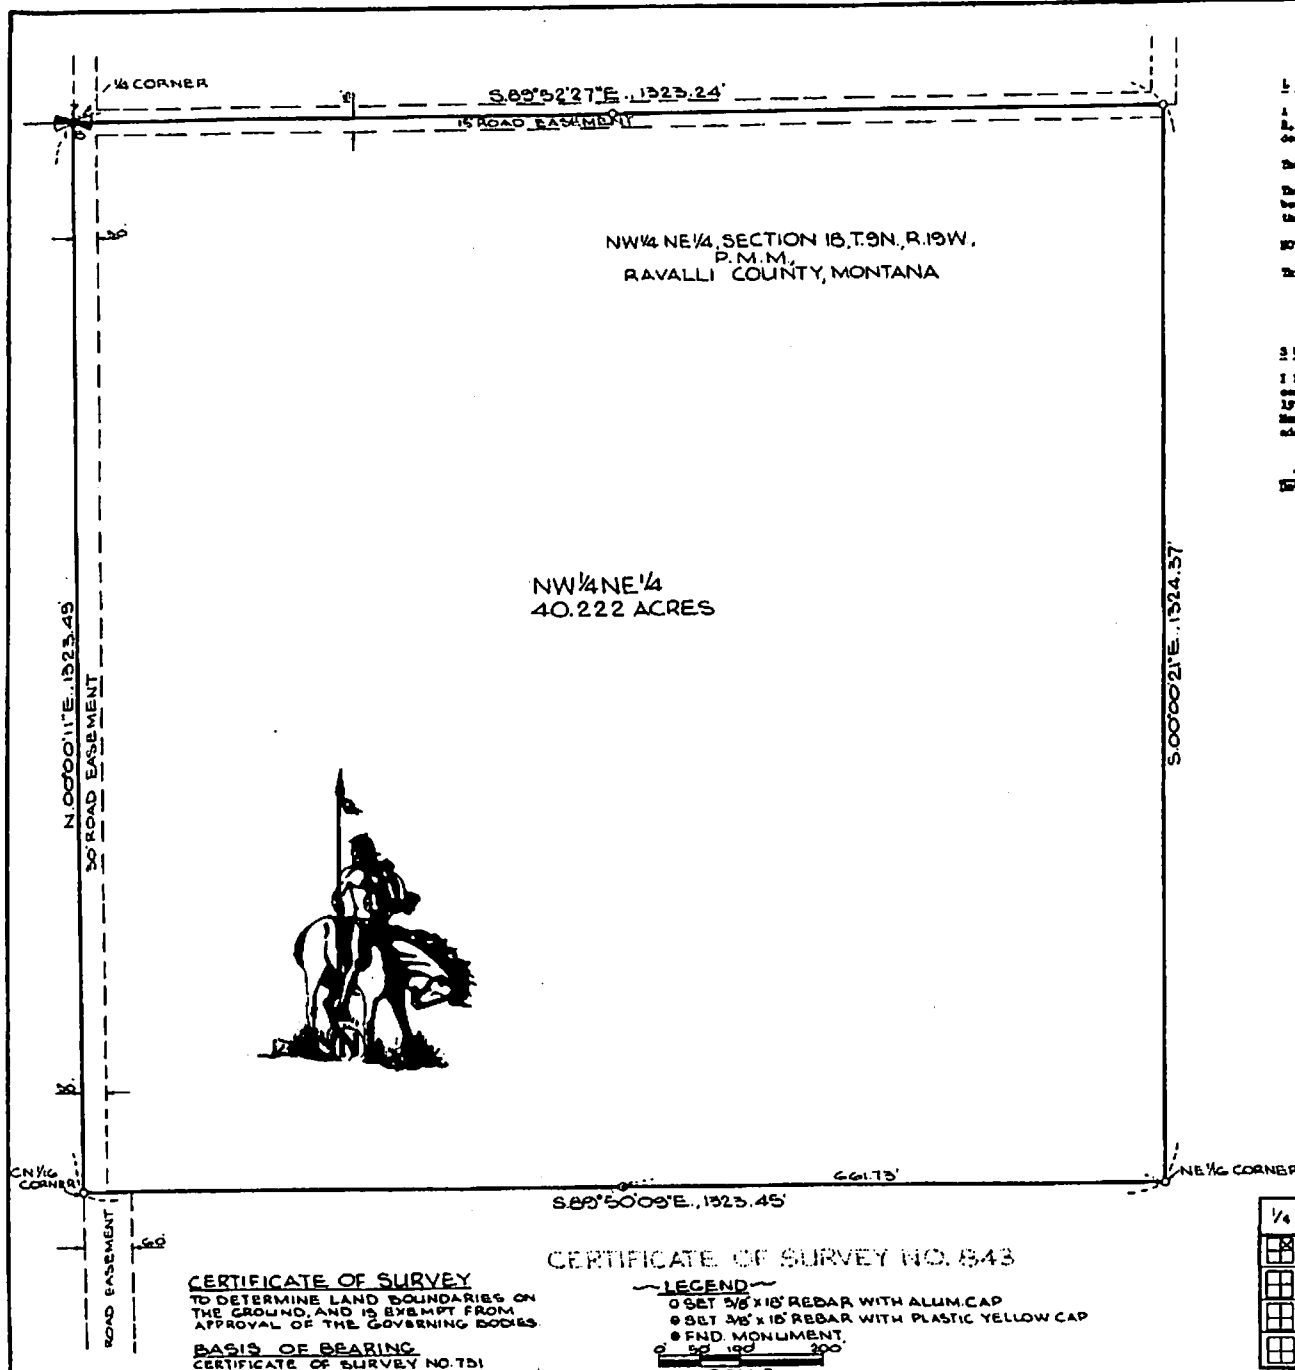 1/4 CORNER
S.89°52'27"E., 1323.24'
15' ROAD EASEMENT
NW1/4 NE1/4, SECTION 18, T.9N., R.19W.,
P.M.M.,
RAVALLI COUNTY, MONTANA
NW1/4NE1/4
40.222 ACRES
N.00°00'11"E., 1323.49'
30' ROAD EASEMENT
S.00°00'21"E., 1324.37'
CN1/16
CORNER
661.73'
S89°50'09"E., 1323.45'
NE1/16 CORNER
ROAD EASEMENT
60'
CERTIFICATE OF SURVEY NO. 843
CERTIFICATE OF SURVEY
TO DETERMINE LAND BOUNDARIES ON
THE GROUND, AND IS EXEMPT FROM
APPROVAL OF THE GOVERNING BODIES.
BASIS OF BEARING
CERTIFICATE OF SURVEY NO. 751
LEGEND
SET 5/8" X 18" REBAR WITH ALUM. CAP
SET 5/8" X 18" REBAR WITH PLASTIC YELLOW CAP
FND. MONUMENT
0' 50' 100' 200'
1/4